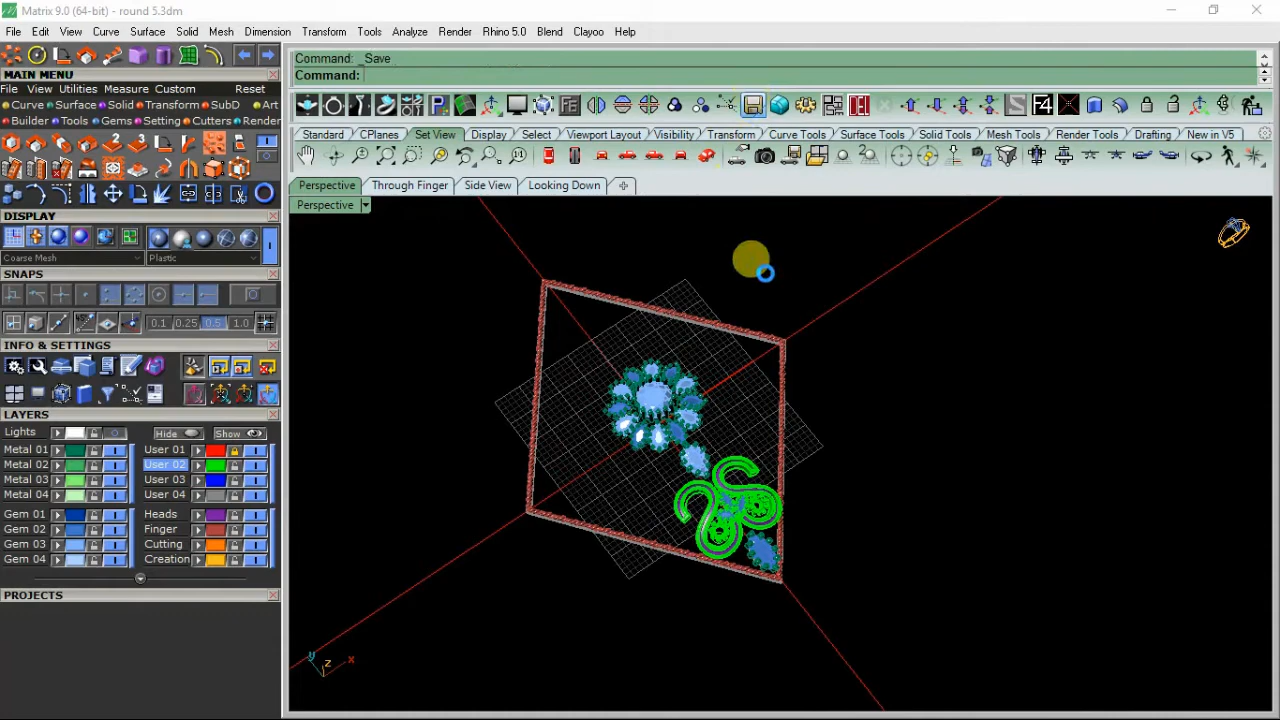 Matrix 9.0 (64-bit) - round 5.3dm
File Edit View Curve Surface Solid Mesh Dimension Transform Tools Analyze Render Rhino 5.0 Blend Clayoo Help
Command: _Save
Command:
MAIN MENU
File View Utilities Measure Custom Reset
Curve Surface Solid Transform SubD Art
Builder Tools Gems Setting Cutters Render
Standard CPlanes Set View Display Select Viewport Layout Visibility Transform Curve Tools Surface Tools Solid Tools Mesh Tools Render Tools Drafting New in V5
Perspective Through Finger Side View Looking Down
Perspective
DISPLAY
Coarse Mesh Plastic
SNAPS
0.1 0.25 0.5 1.0
INFO & SETTINGS
LAYERS
Lights Hide Show
Metal 01 User 01
Metal 02 User 02
Metal 03 User 03
Metal 04 User 04
Gem 01 Heads
Gem 02 Finger
Gem 03 Cutting
Gem 04 Creation
PROJECTS
y z x